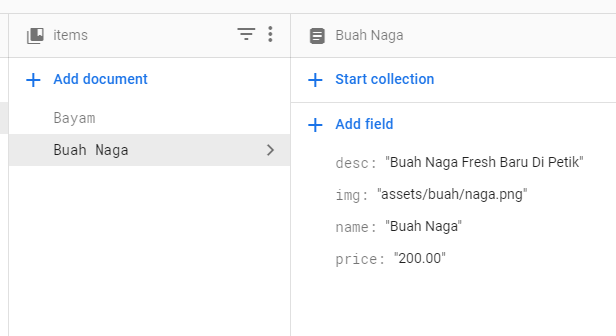 items
Add document
Bayam
Buah Naga
Buah Naga
Start collection
Add field
desc: "Buah Naga Fresh Baru Di Petik"
img: "assets/buah/naga.png"
name: "Buah Naga"
price: "200.00"